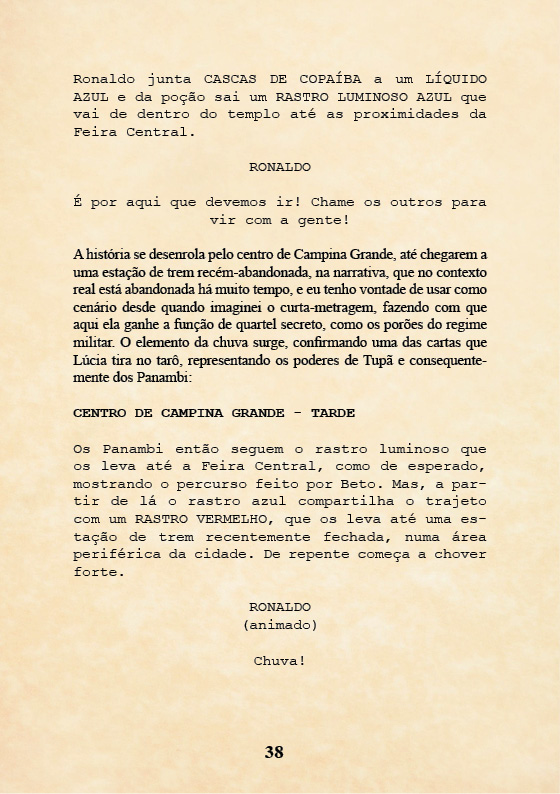 Ronaldo junta CASCAS DE COPAÍBA a um LÍQUIDO
AZUL e da poção sai um RASTRO LUMINOSO AZUL que
vai de dentro do templo até as proximidades da
Feira Central.
RONALDO
É por aqui que devemos ir! Chame os outros para
vir com a gente!
A história se desenrola pelo centro de Campina Grande, até chegarem a
uma estação de trem recém-abandonada, na narrativa, que no contexto
real está abandonada há muito tempo, e eu tenho vontade de usar como
cenário desde quando imaginei o curta-metragem, fazendo com que
aqui ela ganhe a função de quartel secreto, como os porões do regime
militar. O elemento da chuva surge, confirmando uma das cartas que
Lúcia tira no tarô, representando os poderes de Tupã e consequente-
mente dos Panambi:
CENTRO DE CAMPINA GRANDE - TARDE
Os Panambi então seguem o rastro luminoso que
os leva até a Feira Central, como de esperado,
mostrando o percurso feito por Beto. Mas, a par-
tir de lá o rastro azul compartilha o trajeto
com um RASTRO VERMELHO, que os leva até uma es-
tação de trem recentemente fechada, numa área
periférica da cidade. De repente começa a chover
forte.
RONALDO
(animado)
Chuva!
38